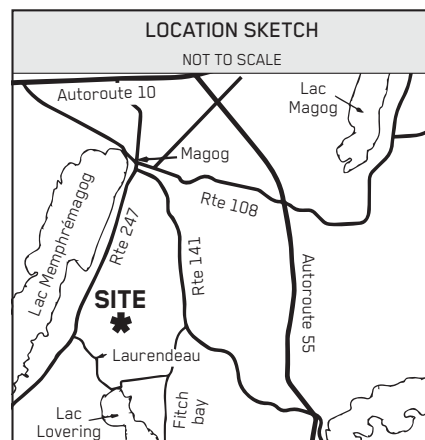 LOCATION SKETCH
NOT TO SCALE
Autoroute 10
Lac
Magog
Magog
Rte 108
Lac Memphrémagog
Rte 247
Rte 141
Autoroute 55
SITE
*
Laurendeau
Lac
Lovering
Fitch
bay